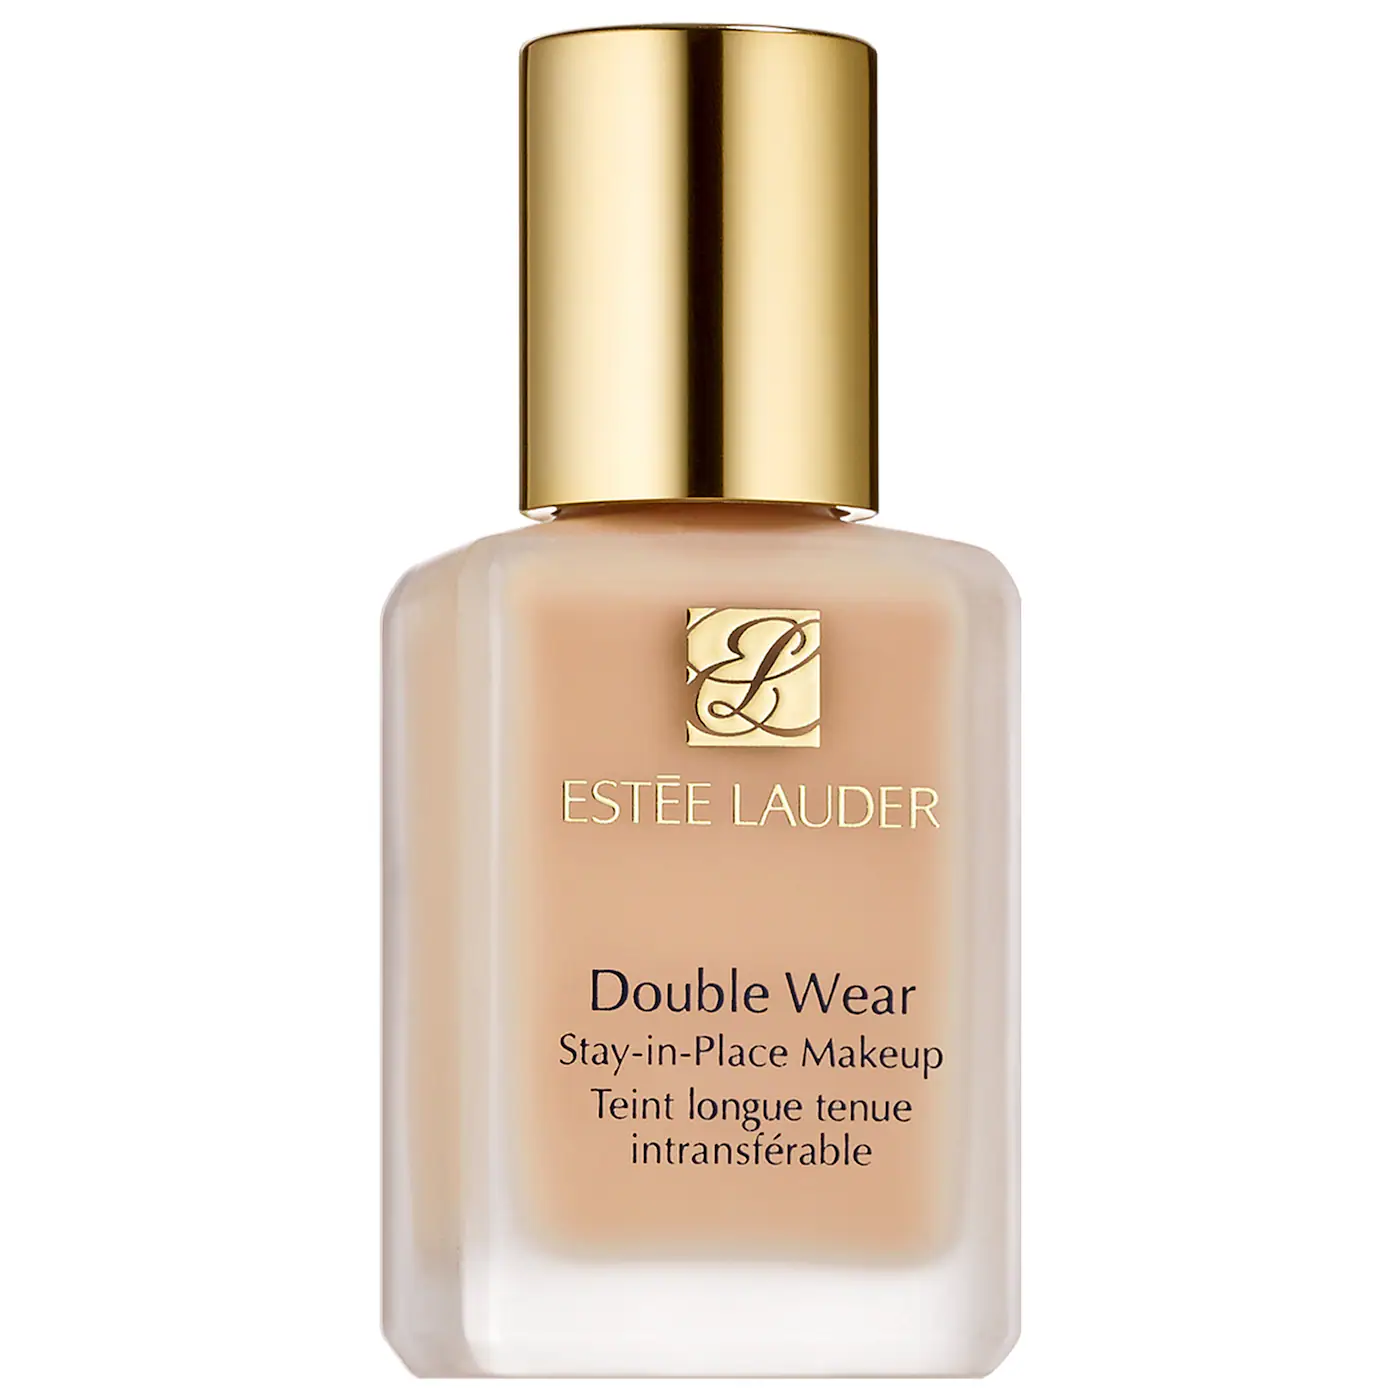 ESTĒE LAUDER
Double Wear
Stay-in-Place Makeup
Teint longue tenue
intransférable